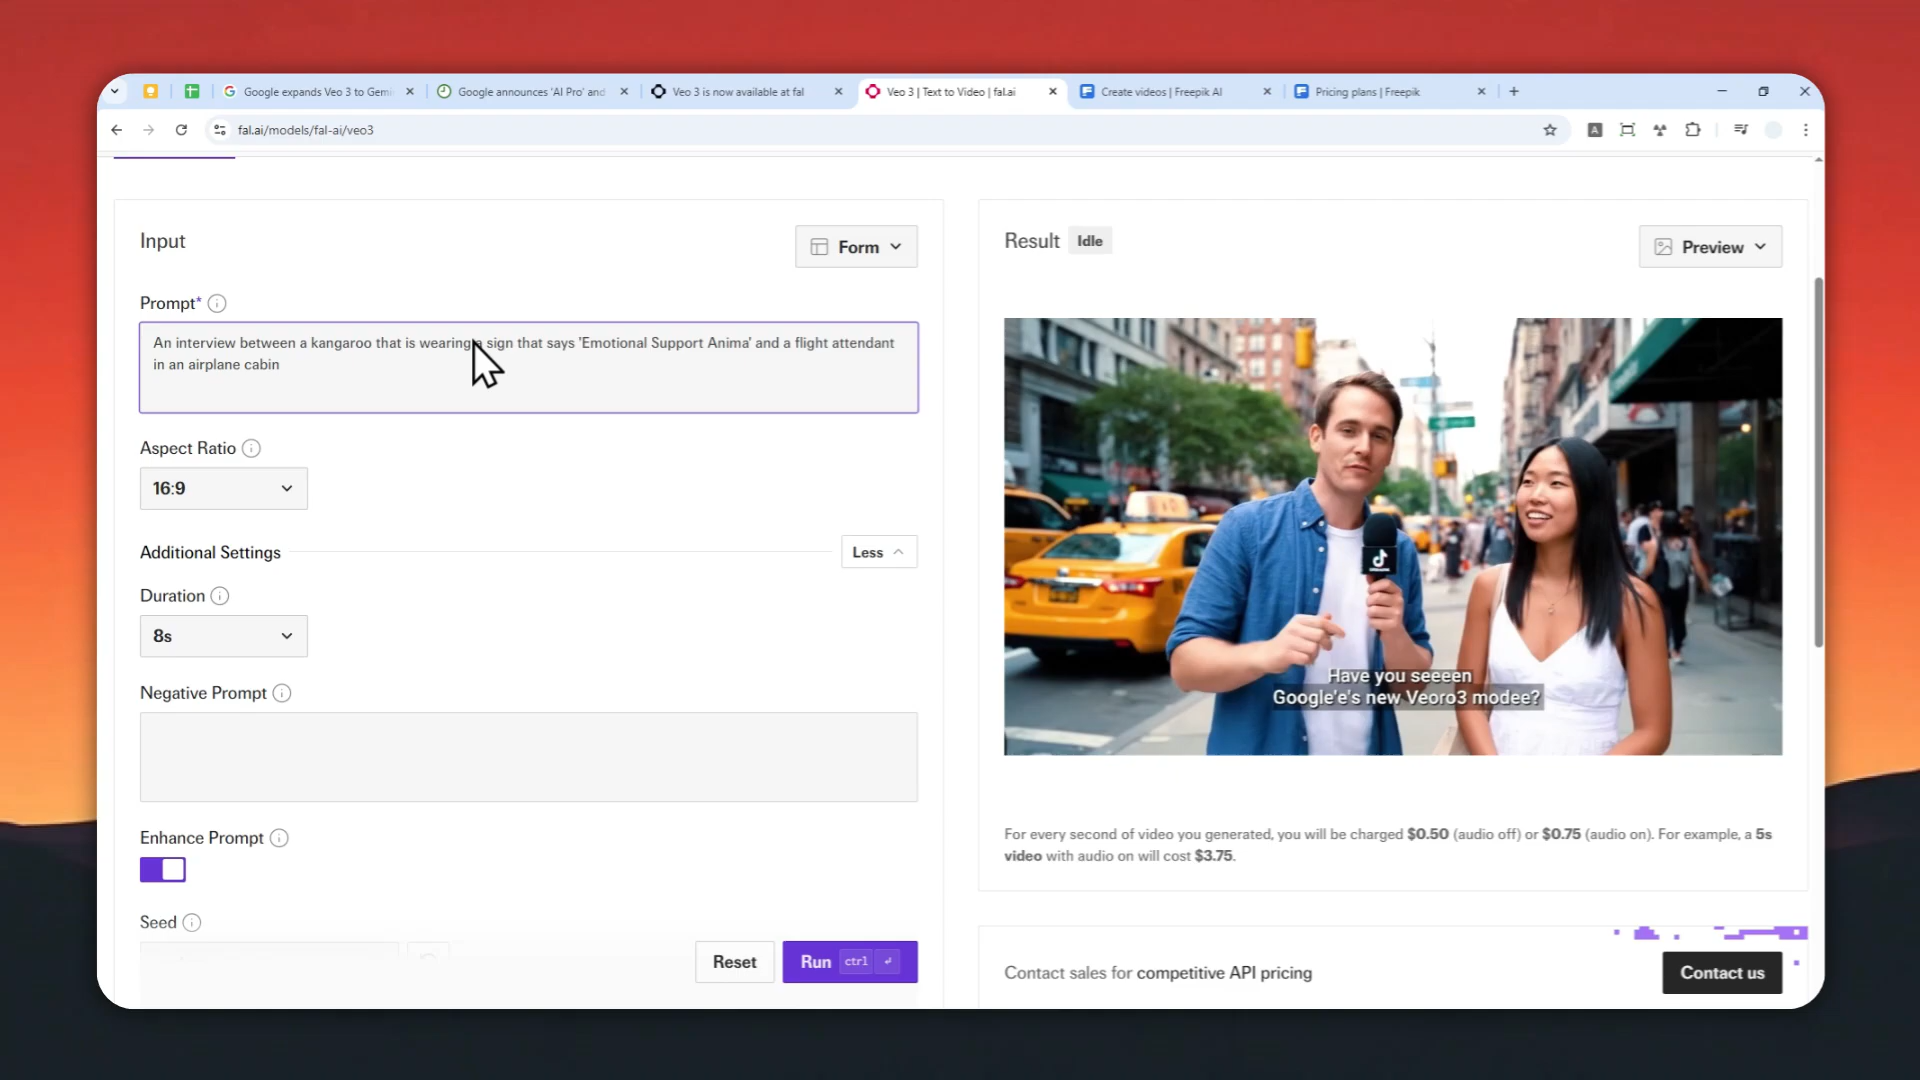 Google expands Veo 3 to Gemi
Google announces 'AI Pro' and
Veo 3 is now available at fal
Veo 3 | Text to Video | fal.ai
Create videos | Freepik AI
Pricing plans | Freepik
fal.ai/models/fal-ai/veo3
A
Input
Form
Prompt*
An interview between a kangaroo that is wearing a sign that says 'Emotional Support Anima' and a flight attendant
in an airplane cabin
Aspect Ratio
16:9
Additional Settings
Less
Duration
8s
Negative Prompt
Enhance Prompt
Seed
Reset
Run ctrl
Result Idle
Preview
Have you seeeen
Google'e's new Veoro3 modee?
For every second of video you generated, you will be charged $0.50 (audio off) or $0.75 (audio on). For example, a 5s
video with audio on will cost $3.75.
Contact sales for competitive API pricing
Contact us